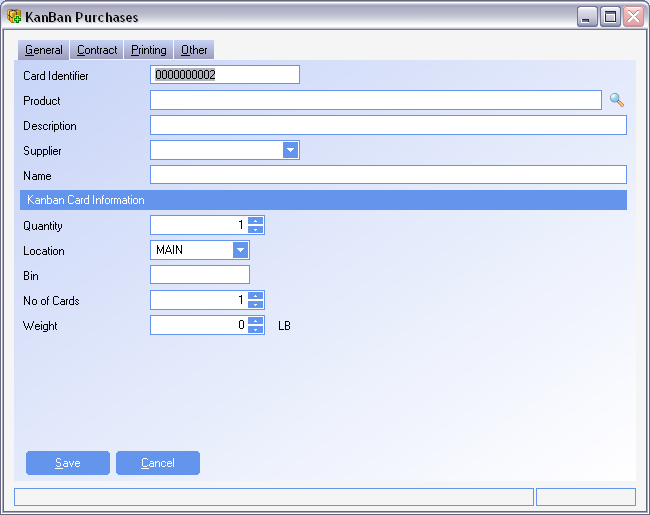 KanBan Purchases
General Contract Printing Other
Card Identifier 0000000002
Product
Description
Supplier
Name
Kanban Card Information
Quantity 1
Location MAIN
Bin
No of Cards 1
Weight 0 LB
Save Cancel